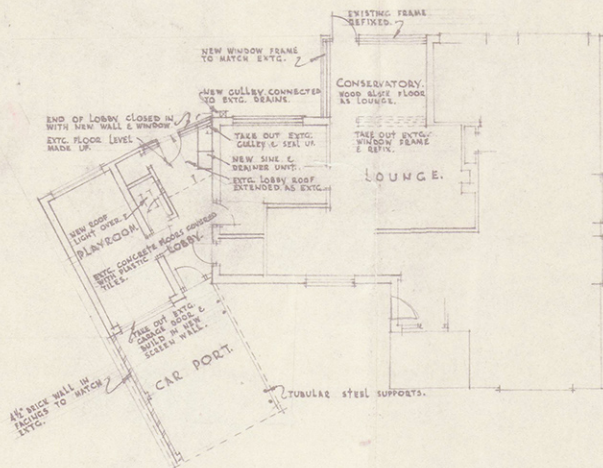 EXISTING FRAME
REFIXED.
NEW WINDOW FRAME
TO MATCH EXTG.
CONSERVATORY.
WOOD BLOCK FLOOR
AS LOUNGE.
NEW GULLEY CONNECTED
TO EXTG. DRAINS.
END OF LOBBY CLOSED IN
WITH NEW WALL & WINDOW
EXTG. FLOOR LEVEL
MADE UP.
TAKE OUT EXTG.
GULLEY & SEAL UP.
NEW SINK &
DRAINER UNIT.
EXTG. LOBBY ROOF
EXTENDED AS EXTG.
TAKE OUT EXTG.
WINDOW FRAME
& REFIX.
LOUNGE.
NEW ROOF
LIGHT OVER.
PLAYROOM.
EXTG. CONCRETE FLOORS COVERED
WITH PLASTIC
TILES.
LOBBY.
TAKE OUT EXTG.
GARAGE DOOR &
BUILD IN NEW
SCREEN WALL.
CAR PORT.
4½" BRICK WALL IN
FACINGS TO MATCH
EXTG.
TUBULAR STEEL SUPPORTS.